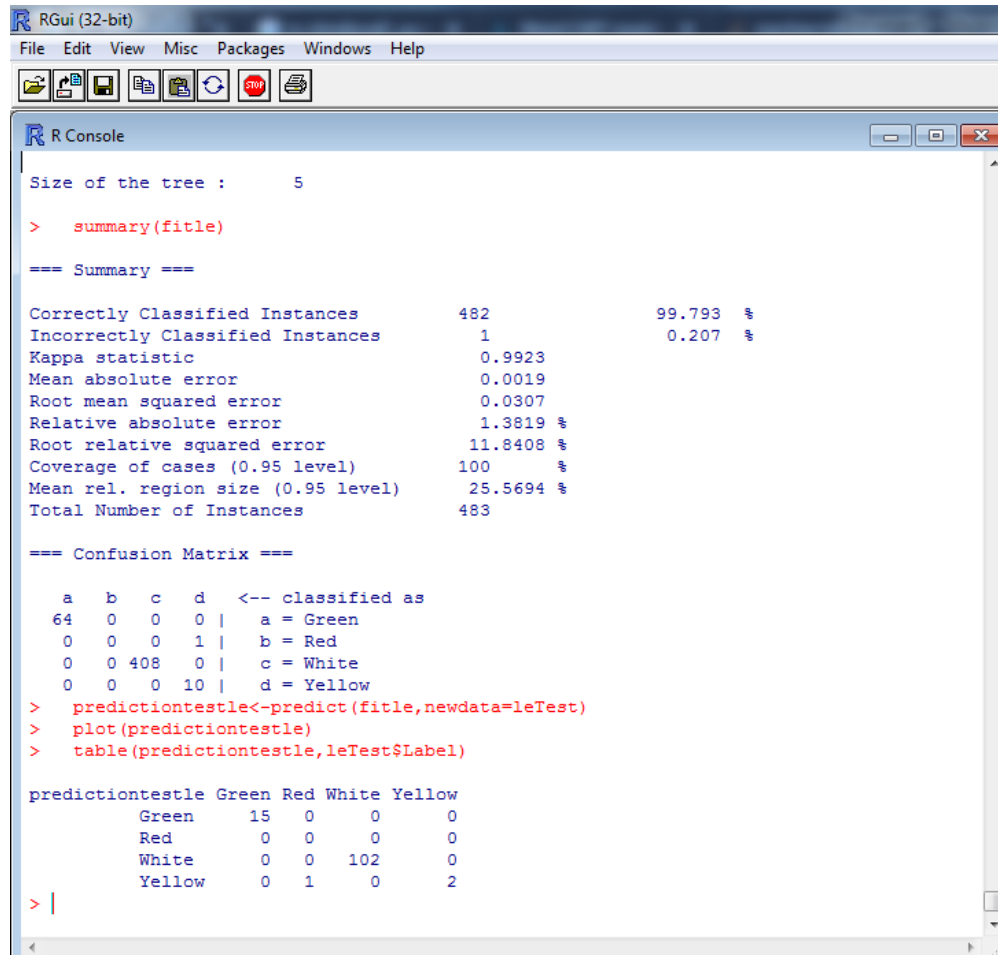 RGui (32-bit)
File Edit View Misc Packages Windows Help
STOP
R Console
Size of the tree :        5
>   summary(fitle)
=== Summary ===
Correctly Classified Instances         482               99.793  %
Incorrectly Classified Instances         1                0.207  %
Kappa statistic                          0.9923
Mean absolute error                      0.0019
Root mean squared error                  0.0307
Relative absolute error                  1.3819 %
Root relative squared error             11.8408 %
Coverage of cases (0.95 level)         100      %
Mean rel. region size (0.95 level)      25.5694 %
Total Number of Instances              483
=== Confusion Matrix ===
   a   b   c   d   <-- classified as
  64   0   0   0 |   a = Green
   0   0   0   1 |   b = Red
   0   0 408   0 |   c = White
   0   0   0  10 |   d = Yellow
>   predictiontestle<-predict(fitle,newdata=leTest)
>   plot(predictiontestle)
>   table(predictiontestle,leTest$Label)
predictiontestle Green Red White Yellow
          Green     15   0     0      0
          Red        0   0     0      0
          White      0   0   102      0
          Yellow     0   1     0      2
>